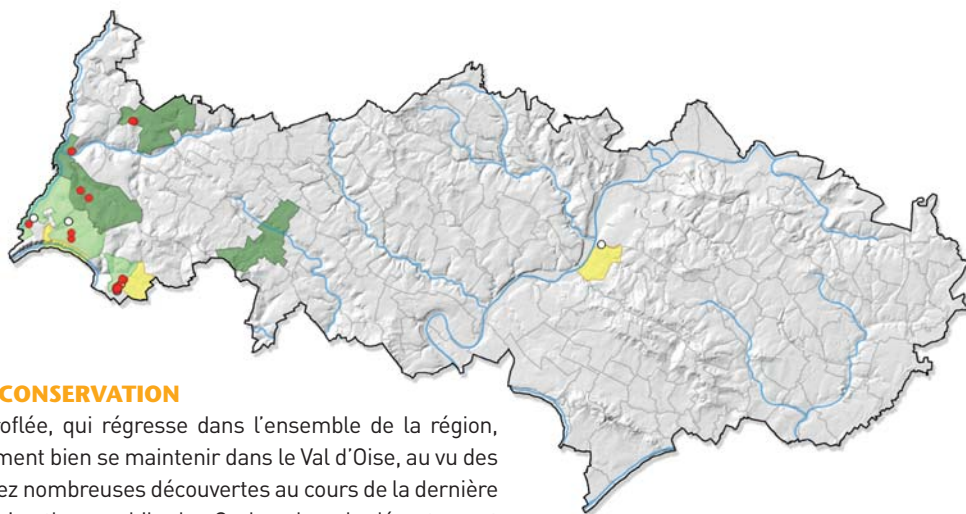 CONSERVATION
oflée, qui régresse dans l'ensemble de la région,
ment bien se maintenir dans le Val d'Oise, au vu des
ez nombreuses découvertes au cours de la dernière